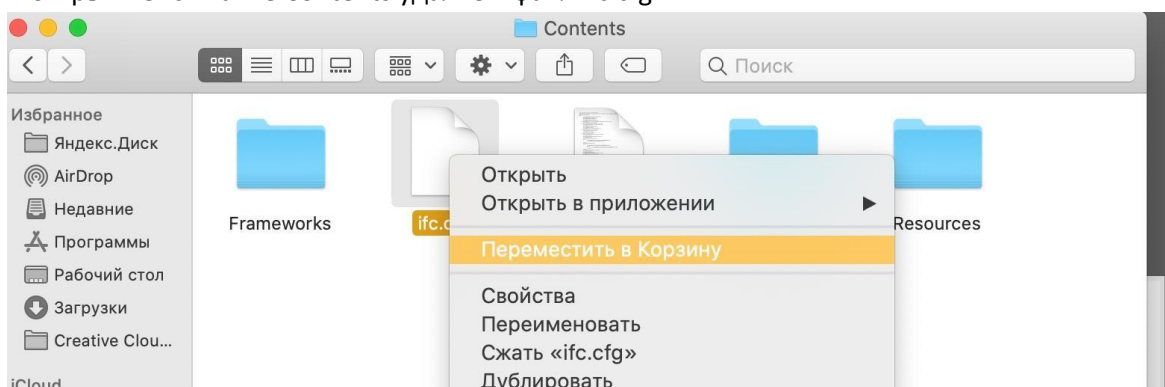 Contents
Поиск
Избранное
Яндекс.Диск
AirDrop
Недавние
Программы
Рабочий стол
Загрузки
Creative Clou...
iCloud
Frameworks
Resources
Открыть
Открыть в приложении
Переместить в Корзину
Свойства
Переименовать
Сжать «ifc.cfg»
Дублировать